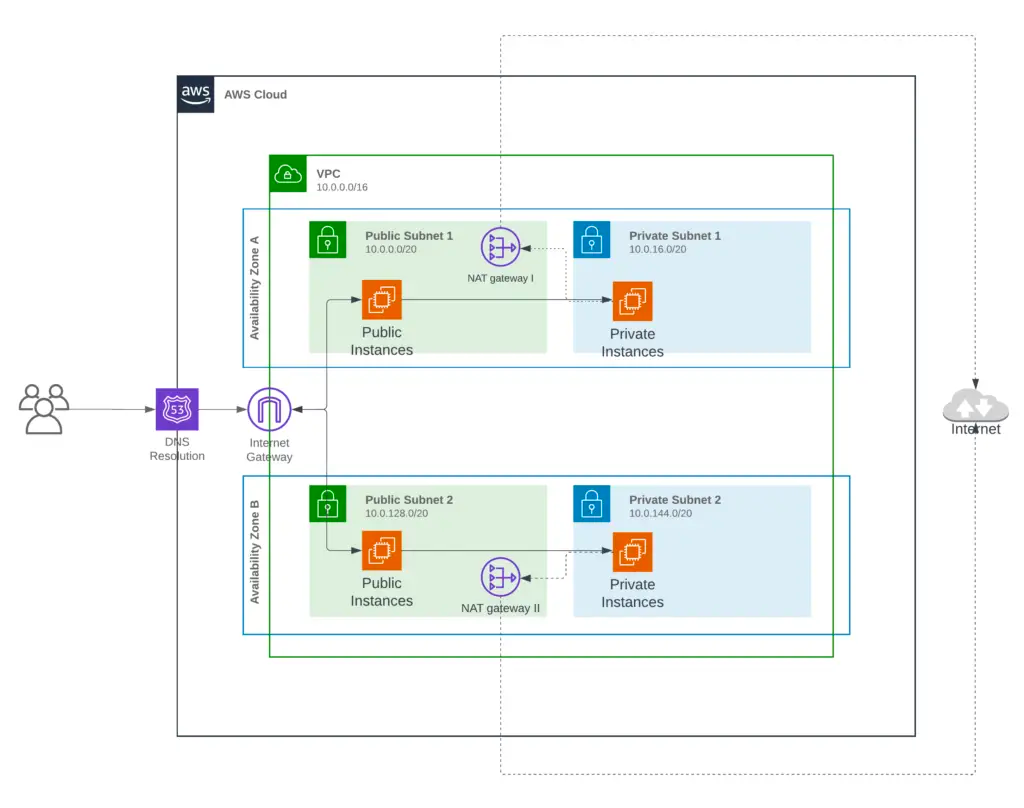 aws
AWS Cloud
VPC
10.0.0.0/16
Availability Zone A
Public Subnet 1
10.0.0.0/20
NAT gateway I
Public
Instances
Private Subnet 1
10.0.16.0/20
Private
Instances
53
DNS
Resolution
Internet
Gateway
Internet
Availability Zone B
Public Subnet 2
10.0.128.0/20
Public
Instances
NAT gateway II
Private Subnet 2
10.0.144.0/20
Private
Instances